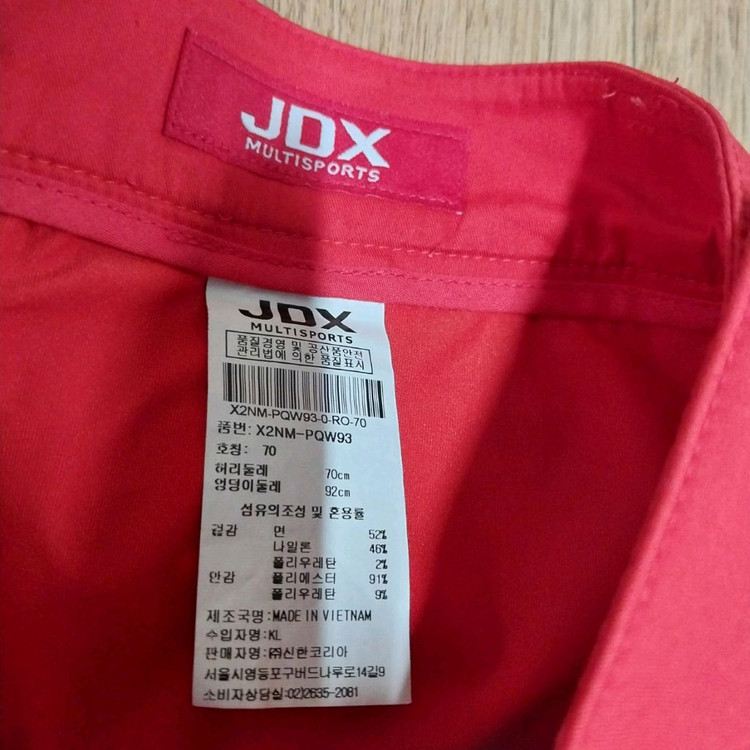 JDX
MULTISPORTS
JDX
MULTISPORTS
품질경영 및 공산품안전
관리법에 의한 품질표시
X2NM-PQW93-0-RO-70
품번: X2NM-PQW93
호칭: 70
허리둘레 70cm
엉덩이둘레 92cm
섬유의조성 및 혼용률
겉감 면 52%
나일론 46%
폴리우레탄 2%
안감 폴리에스터 91%
폴리우레탄 9%
제조국명:MADE IN VIETNAM
수입자명:KL
판매자명:㈜신한코리아
서울시영등포구버드나루로14길9
소비자상담실:02)2635-2081